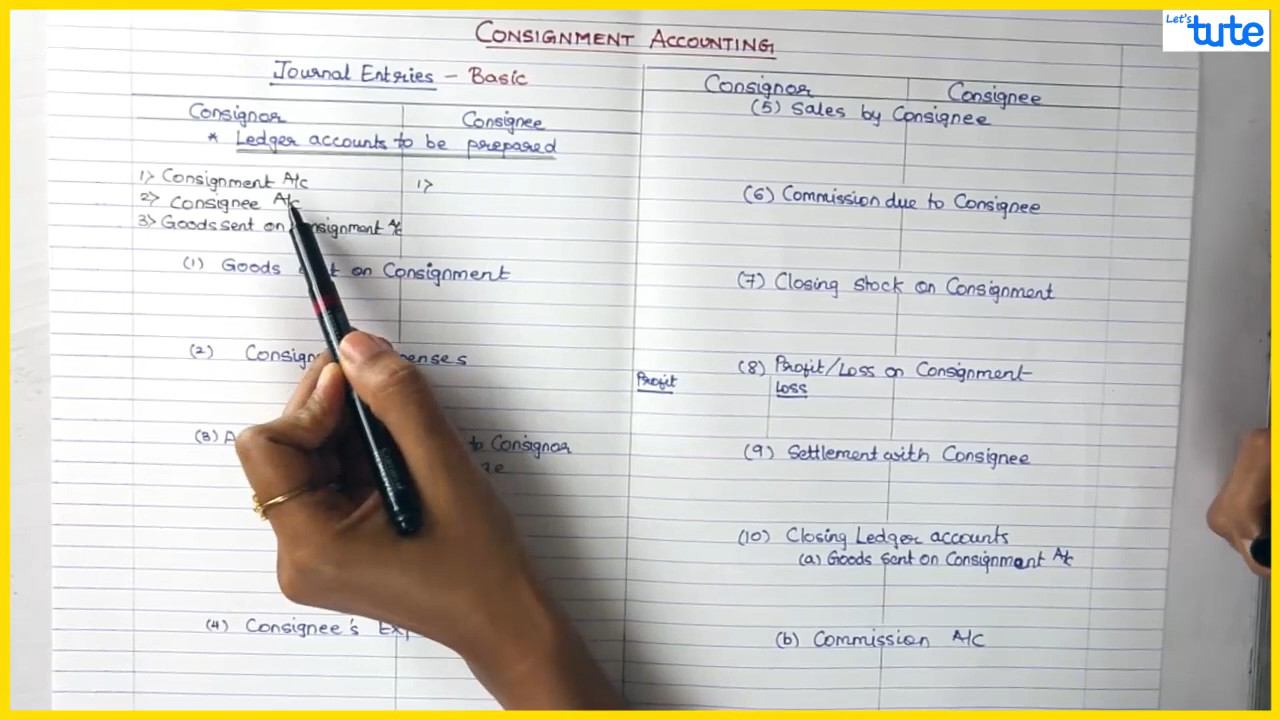 Let's tute
CONSIGNMENT ACCOUNTING
Journal Entries - Basic
Consignor Consignee
* Ledger accounts to be prepared
1> Consignment A/c 1>
2> Consignee A/c
3> Goods sent on Consignment A/c
(1) Goods on Consignment
(2)
(3)
to Consignor
(4) Consignee's
Consignor Consignee
(5) Sales by Consignee
(6) Commission due to Consignee
(7) Closing stock on Consignment
(8) Profit/Loss on Consignment
Profit Loss
(9) Settlement with Consignee
(10) Closing Ledger accounts
(a) Goods sent on Consignment A/c
(b) Commission A/C